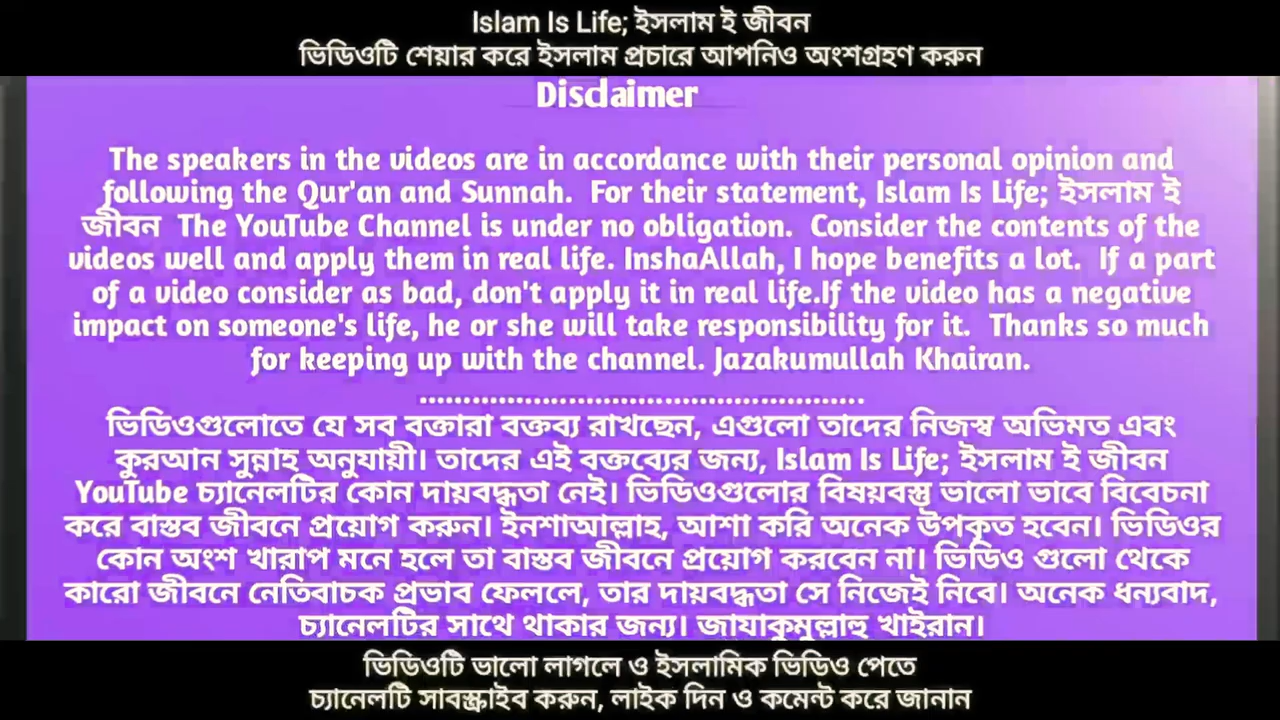 Islam Is Life; ইসলাম ই জীবন
ভিডিওটি শেয়ার করে ইসলাম প্রচারে আপনিও অংশগ্রহণ করুন
Disclaimer
The speakers in the videos are in accordance with their personal opinion and
following the Qur'an and Sunnah.  For their statement, Islam Is Life; ইসলাম ই
জীবন  The YouTube Channel is under no obligation.  Consider the contents of the
videos well and apply them in real life. InshaAllah, I hope benefits a lot.  If a part
of a video consider as bad, don't apply it in real life.If the video has a negative
impact on someone's life, he or she will take responsibility for it.  Thanks so much
for keeping up with the channel. Jazakumullah Khairan.
...................................................
ভিডিওগুলোতে যে সব বক্তারা বক্তব্য রাখছেন, এগুলো তাদের নিজস্ব অভিমত এবং
কুরআন সুন্নাহ অনুযায়ী। তাদের এই বক্তব্যের জন্য, Islam Is Life; ইসলাম ই জীবন
YouTube চ্যানেলটির কোন দায়বদ্ধতা নেই। ভিডিওগুলোর বিষয়বস্তু ভালো ভাবে বিবেচনা
করে বাস্তব জীবনে প্রয়োগ করুন। ইনশাআল্লাহ, আশা করি অনেক উপকৃত হবেন। ভিডিওর
কোন অংশ খারাপ মনে হলে তা বাস্তব জীবনে প্রয়োগ করবেন না। ভিডিও গুলো থেকে
কারো জীবনে নেতিবাচক প্রভাব ফেললে, তার দায়বদ্ধতা সে নিজেই নিবে। অনেক ধন্যবাদ,
চ্যানেলটির সাথে থাকার জন্য। জাযাকুমুল্লাহু খাইরান।
ভিডিওটি ভালো লাগলে ও ইসলামিক ভিডিও পেতে
চ্যানেলটি সাবস্ক্রাইব করুন, লাইক দিন ও কমেন্ট করে জানান